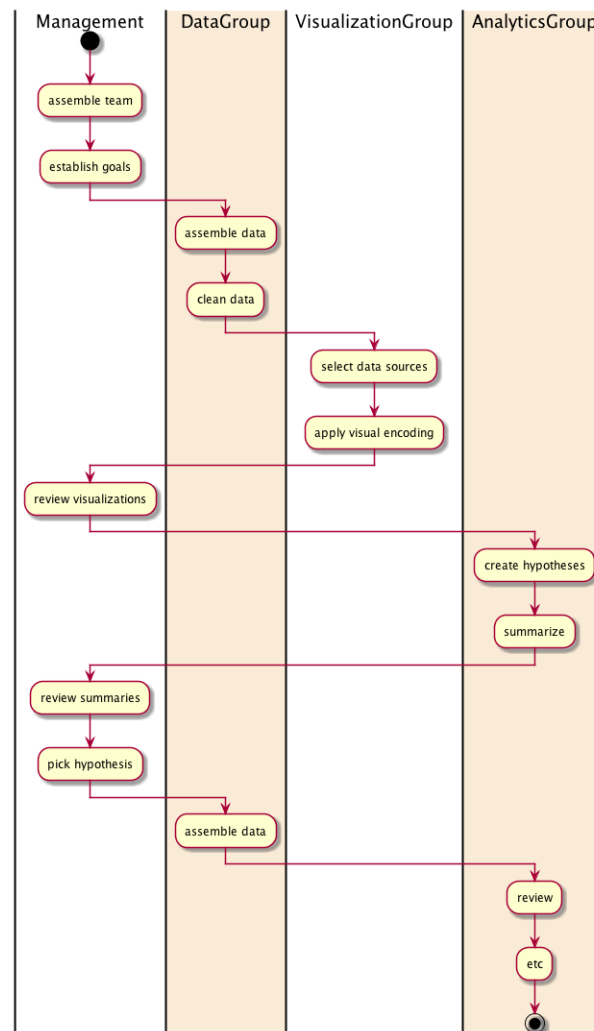 Management DataGroup VisualizationGroup AnalyticsGroup
assemble team
establish goals
assemble data
clean data
select data sources
apply visual encoding
review visualizations
create hypotheses
summarize
review summaries
pick hypothesis
assemble data
review
etc